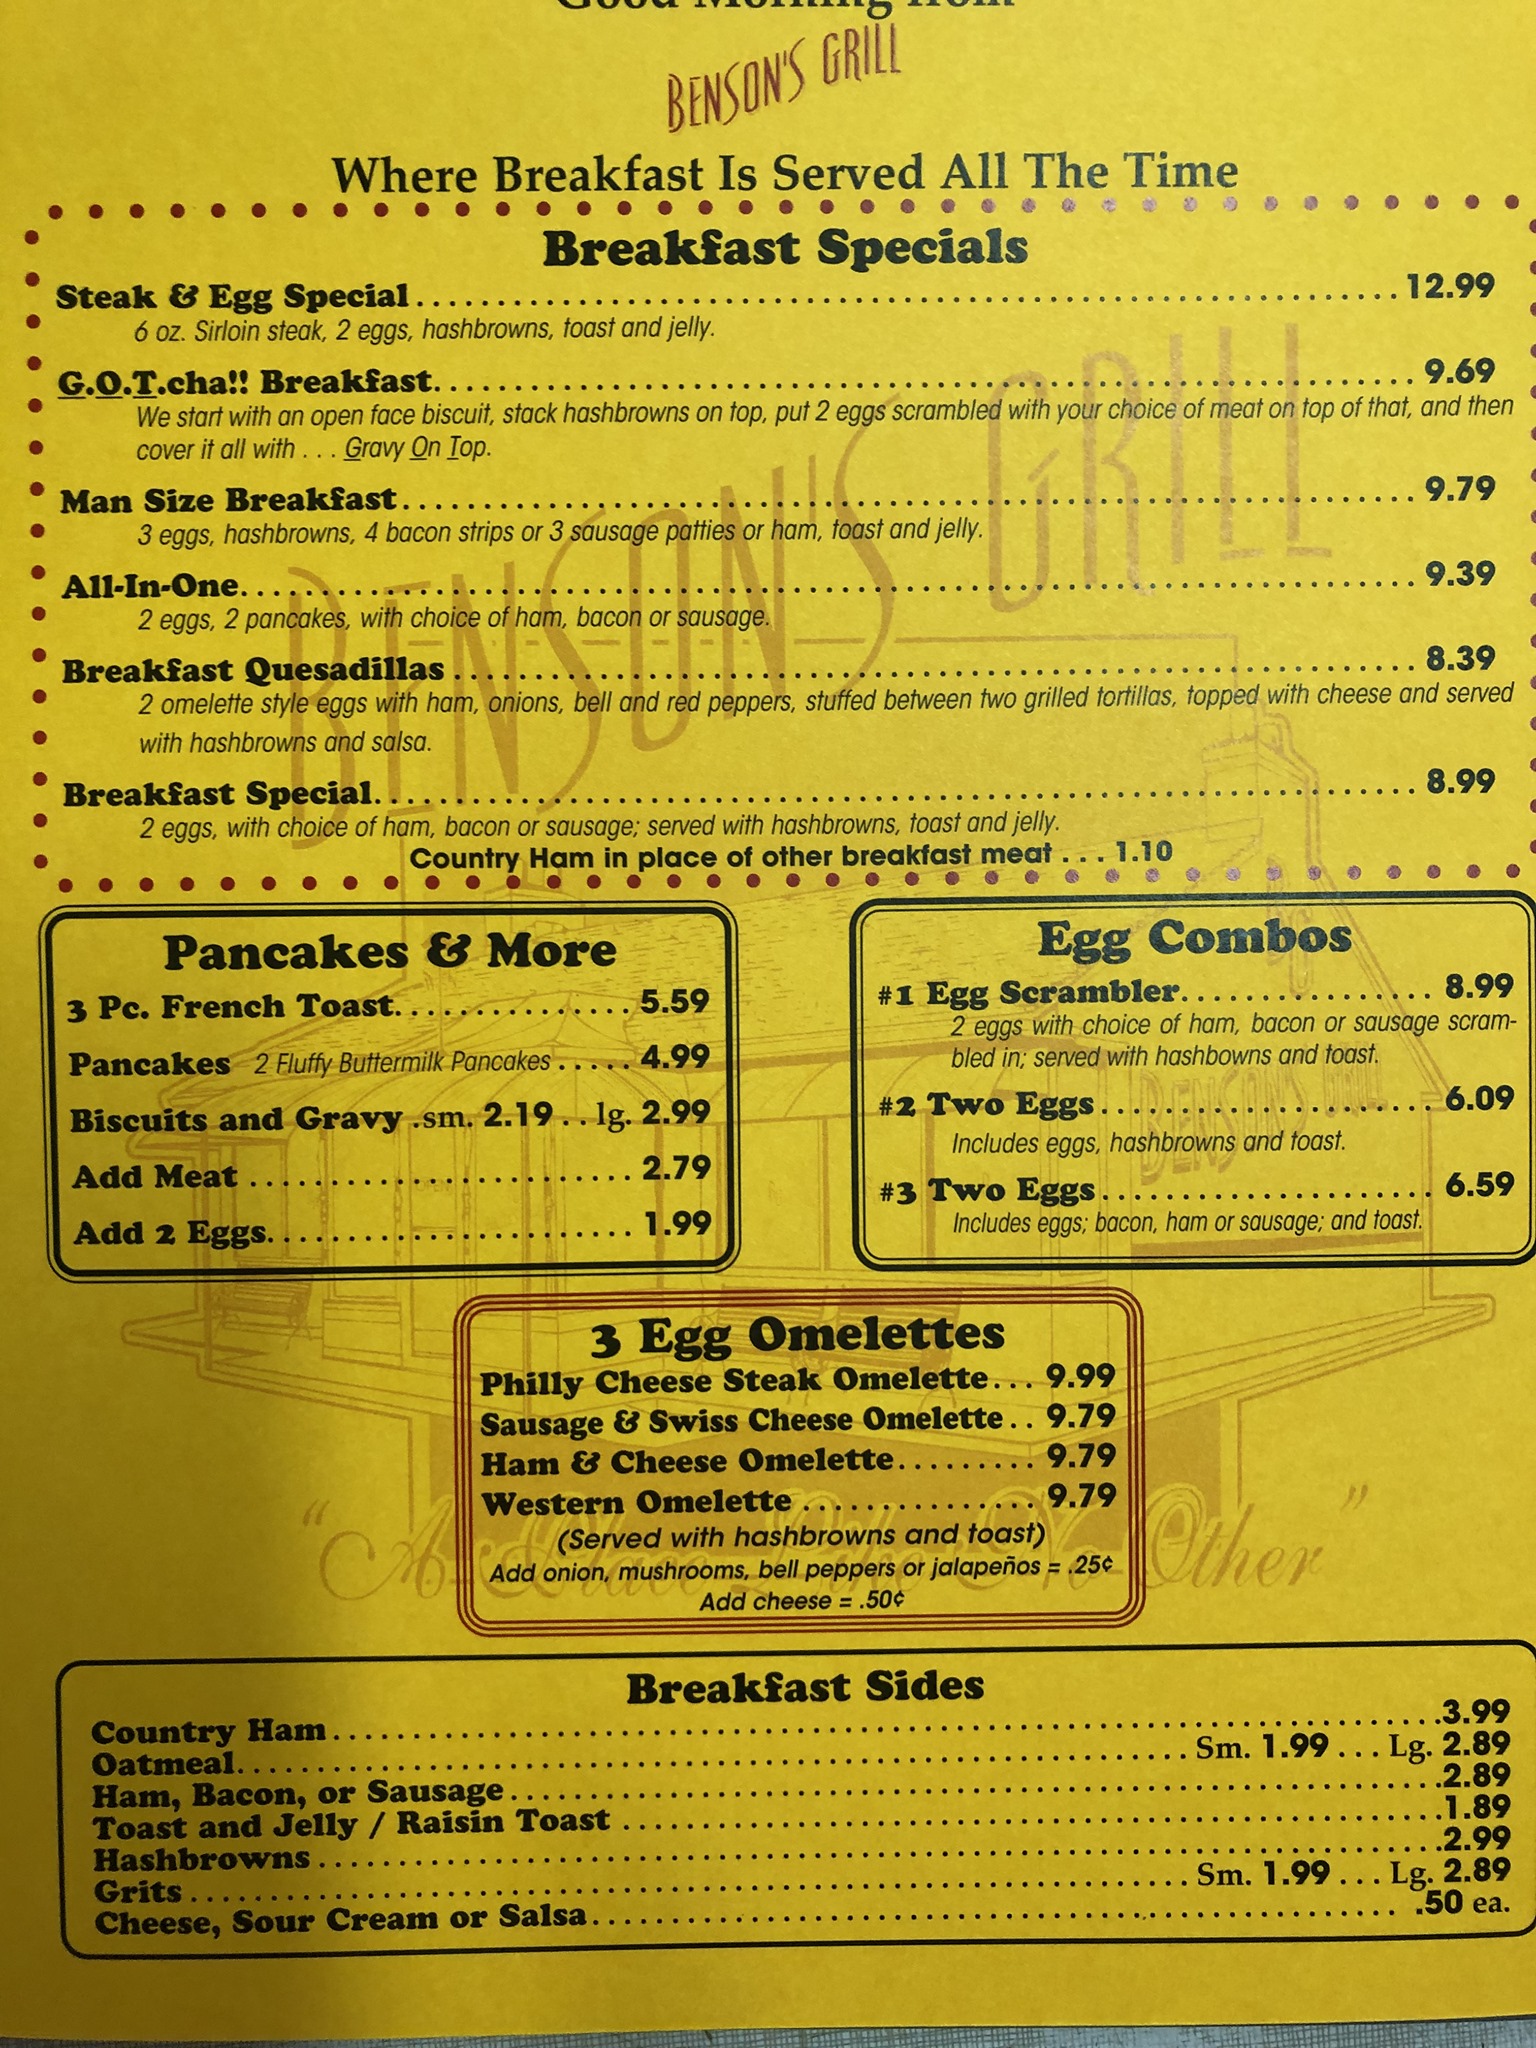 Good Morning from
BENSON'S GRILL
Where Breakfast Is Served All The Time
Breakfast Specials
Steak & Egg Special 12.99
6 oz. Sirloin steak, 2 eggs, hashbrowns, toast and jelly.
G.O.T.cha!! Breakfast 9.69
We start with an open face biscuit, stack hashbrowns on top, put 2 eggs scrambled with your choice of meat on top of that, and then
cover it all with . . . Gravy On Top.
Man Size Breakfast 9.79
3 eggs, hashbrowns, 4 bacon strips or 3 sausage patties or ham, toast and jelly.
All-In-One 9.39
2 eggs, 2 pancakes, with choice of ham, bacon or sausage.
Breakfast Quesadillas 8.39
2 omelette style eggs with ham, onions, bell and red peppers, stuffed between two grilled tortillas, topped with cheese and served
with hashbrowns and salsa.
Breakfast Special 8.99
2 eggs, with choice of ham, bacon or sausage; served with hashbrowns, toast and jelly.
Country Ham in place of other breakfast meat . . . 1.10
BENSON'S GRILL
Pancakes & More
3 Pc. French Toast 5.59
Pancakes 2 Fluffy Buttermilk Pancakes 4.99
Biscuits and Gravy .sm. 2.19 . . lg. 2.99
Add Meat 2.79
Add 2 Eggs 1.99
Egg Combos
#1 Egg Scrambler 8.99
2 eggs with choice of ham, bacon or sausage scram-
bled in; served with hashbowns and toast.
#2 Two Eggs 6.09
Includes eggs, hashbrowns and toast.
#3 Two Eggs 6.59
Includes eggs; bacon, ham or sausage; and toast.
BENSON'S GRILL
3 Egg Omelettes
Philly Cheese Steak Omelette 9.99
Sausage & Swiss Cheese Omelette 9.79
Ham & Cheese Omelette 9.79
Western Omelette 9.79
(Served with hashbrowns and toast)
Add onion, mushrooms, bell peppers or jalapeños = .25¢
Add cheese = .50¢
"A Place Like No Other"
Breakfast Sides
Country Ham 3.99
Oatmeal Sm. 1.99 . . . Lg. 2.89
Ham, Bacon, or Sausage 2.89
Toast and Jelly / Raisin Toast 1.89
Hashbrowns 2.99
Grits Sm. 1.99 . . . Lg. 2.89
Cheese, Sour Cream or Salsa .50 ea.